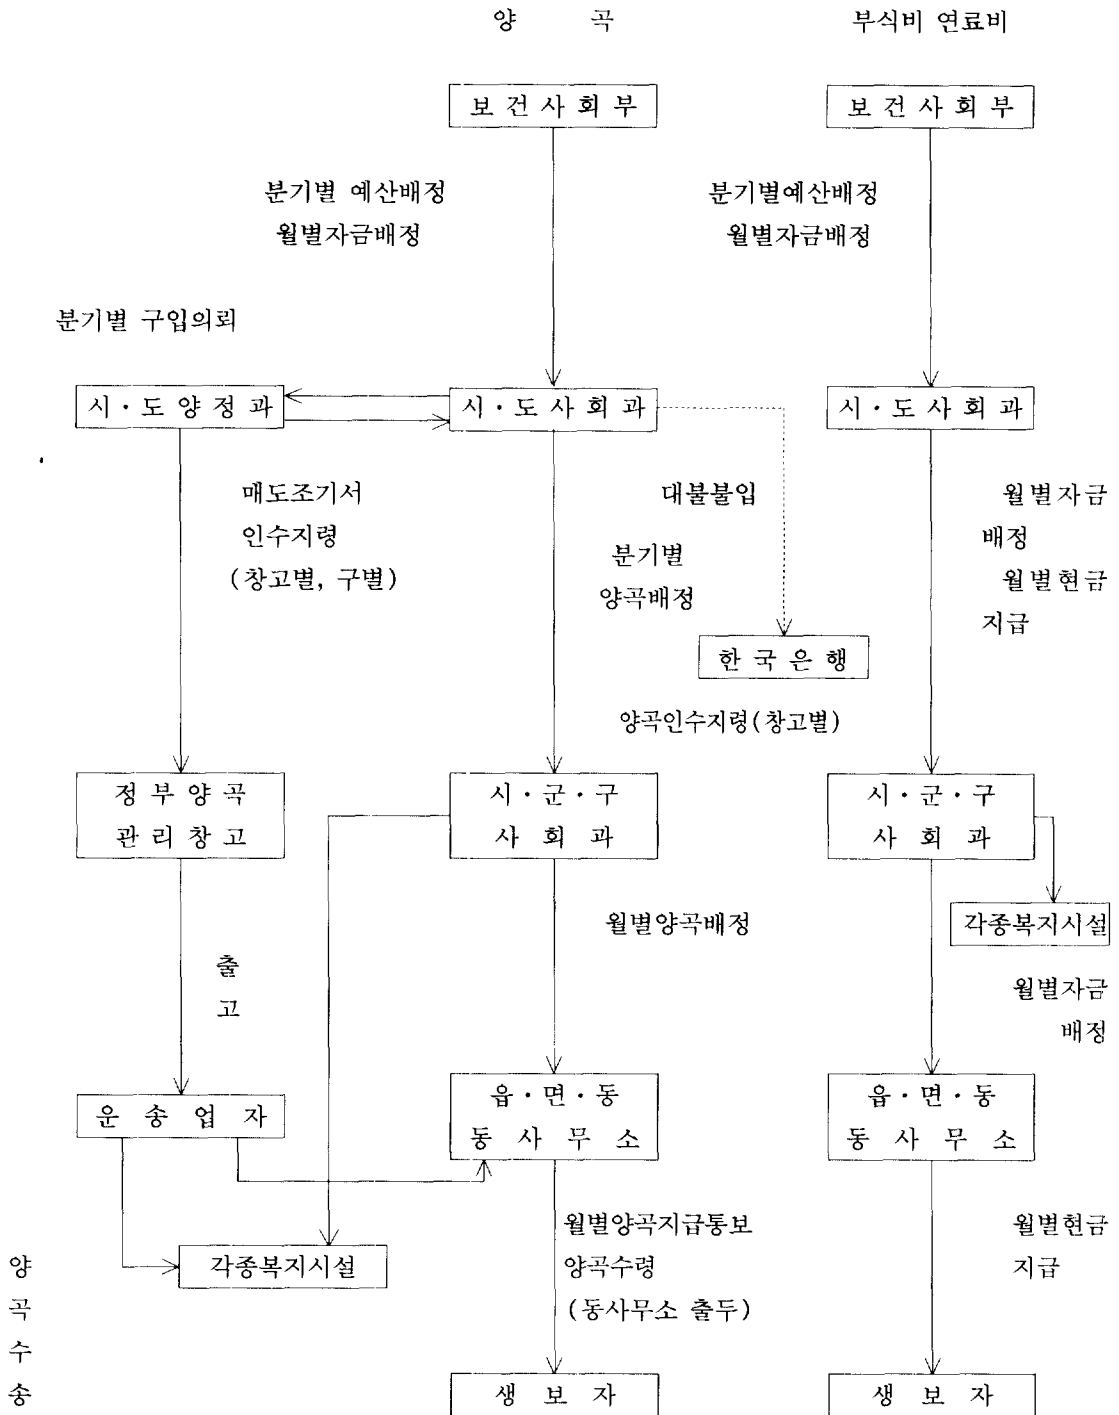 양 곡 부식비 연료비
보 건 사 회 부 보 건 사 회 부
분기별 예산배정 분기별예산배정
월별자금배정 월별자금배정
분기별 구입의뢰
시·도양정과 시·도사회과 시·도사회과
매도조기서 대불불입 월별자금
인수지령 배정
분기별 월별현금
(창고별, 구별)
양곡배정 지급
한 국 은 행
양곡인수지령(창고별)
정 부 양 곡 시·군·구 시·군·구
관 리 창 고 사 회 과 사 회 과
월별양곡배정 각종복지시설
출 월별자금
고 배정
운 송 업 자 읍·면·동 읍·면·동
동 사 무 소 동 사 무 소
월별양곡지급통보 월별현금
양 각종복지시설 양곡수령 지급
곡 (동사무소 출두)
수
송 생 보 자 생 보 자